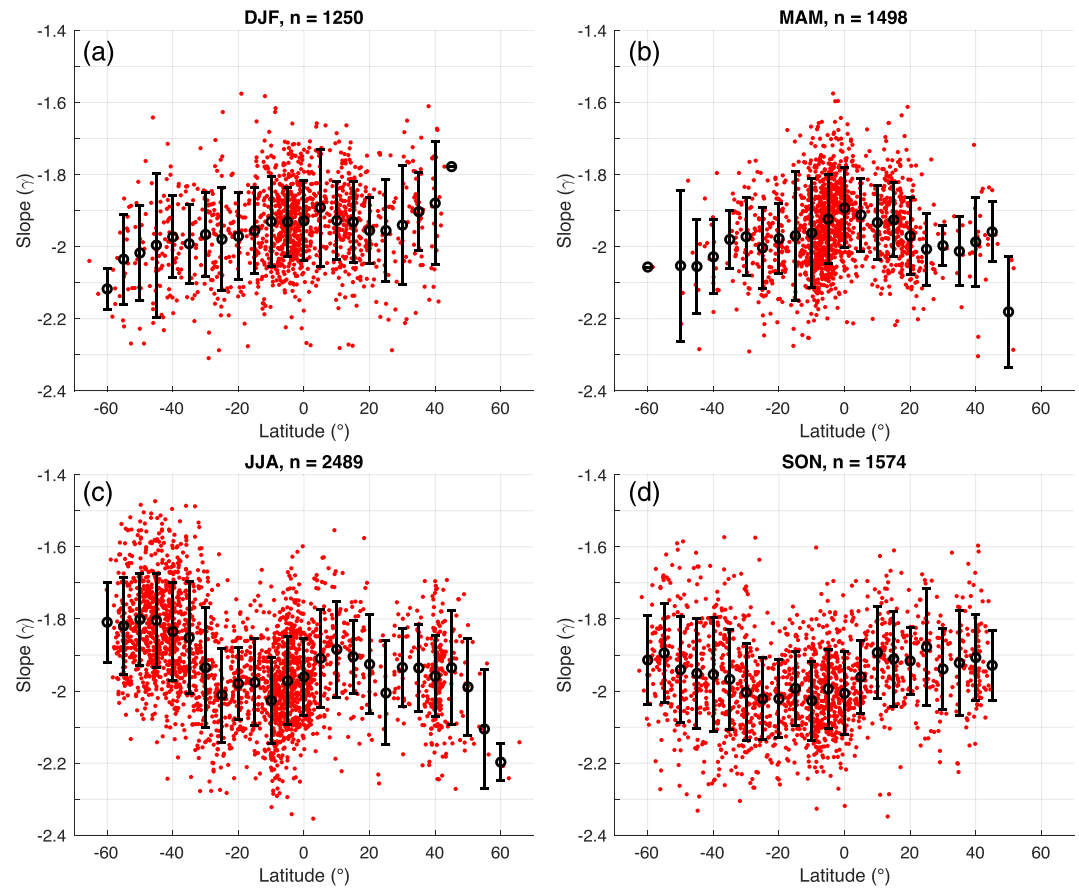 DJF, n = 1250
(a)
-1.4
-1.6
-1.8
-2
-2.2
-2.4
Slope (γ)
-60 -40 -20 0 20 40 60
Latitude (°)
MAM, n = 1498
(b)
-1.4
-1.6
-1.8
-2
-2.2
-2.4
Slope (γ)
-60 -40 -20 0 20 40 60
Latitude (°)
JJA, n = 2489
(c)
-1.4
-1.6
-1.8
-2
-2.2
-2.4
Slope (γ)
-60 -40 -20 0 20 40 60
Latitude (°)
SON, n = 1574
(d)
-1.4
-1.6
-1.8
-2
-2.2
-2.4
Slope (γ)
-60 -40 -20 0 20 40 60
Latitude (°)